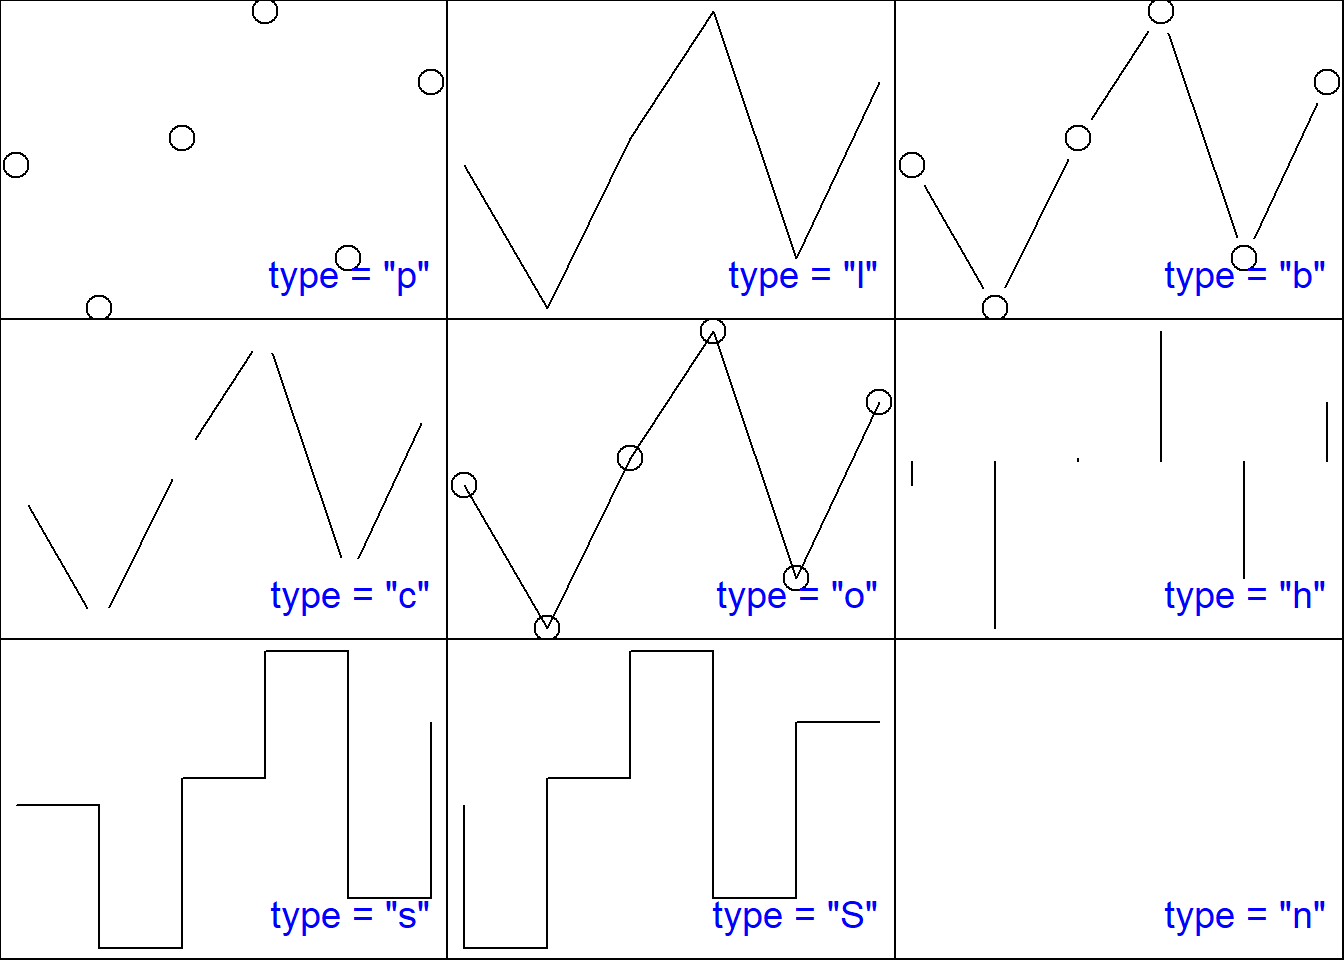 type = "p"
type = "l"
type = "b"
type = "c"
type = "o"
type = "h"
type = "s"
type = "S"
type = "n"